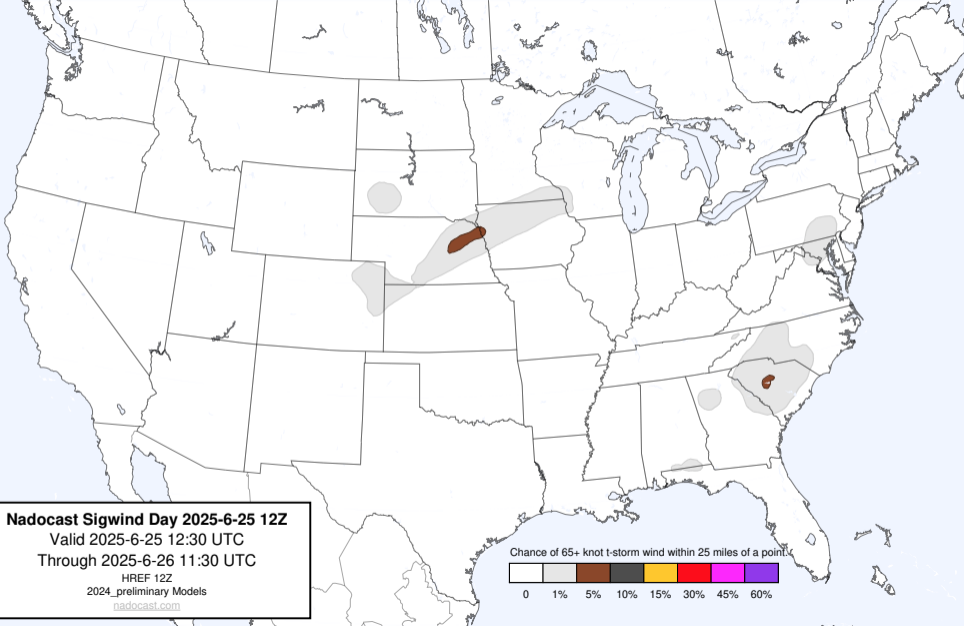 Nadocast Sigwind Day 2025-6-25 12Z
Valid 2025-6-25 12:30 UTC
Through 2025-6-26 11:30 UTC
HREF 12Z
2024_preliminary Models
nadocast.com
Chance of 65+ knot t-storm wind within 25 miles of a point.
0 1% 5% 10% 15% 30% 45% 60%